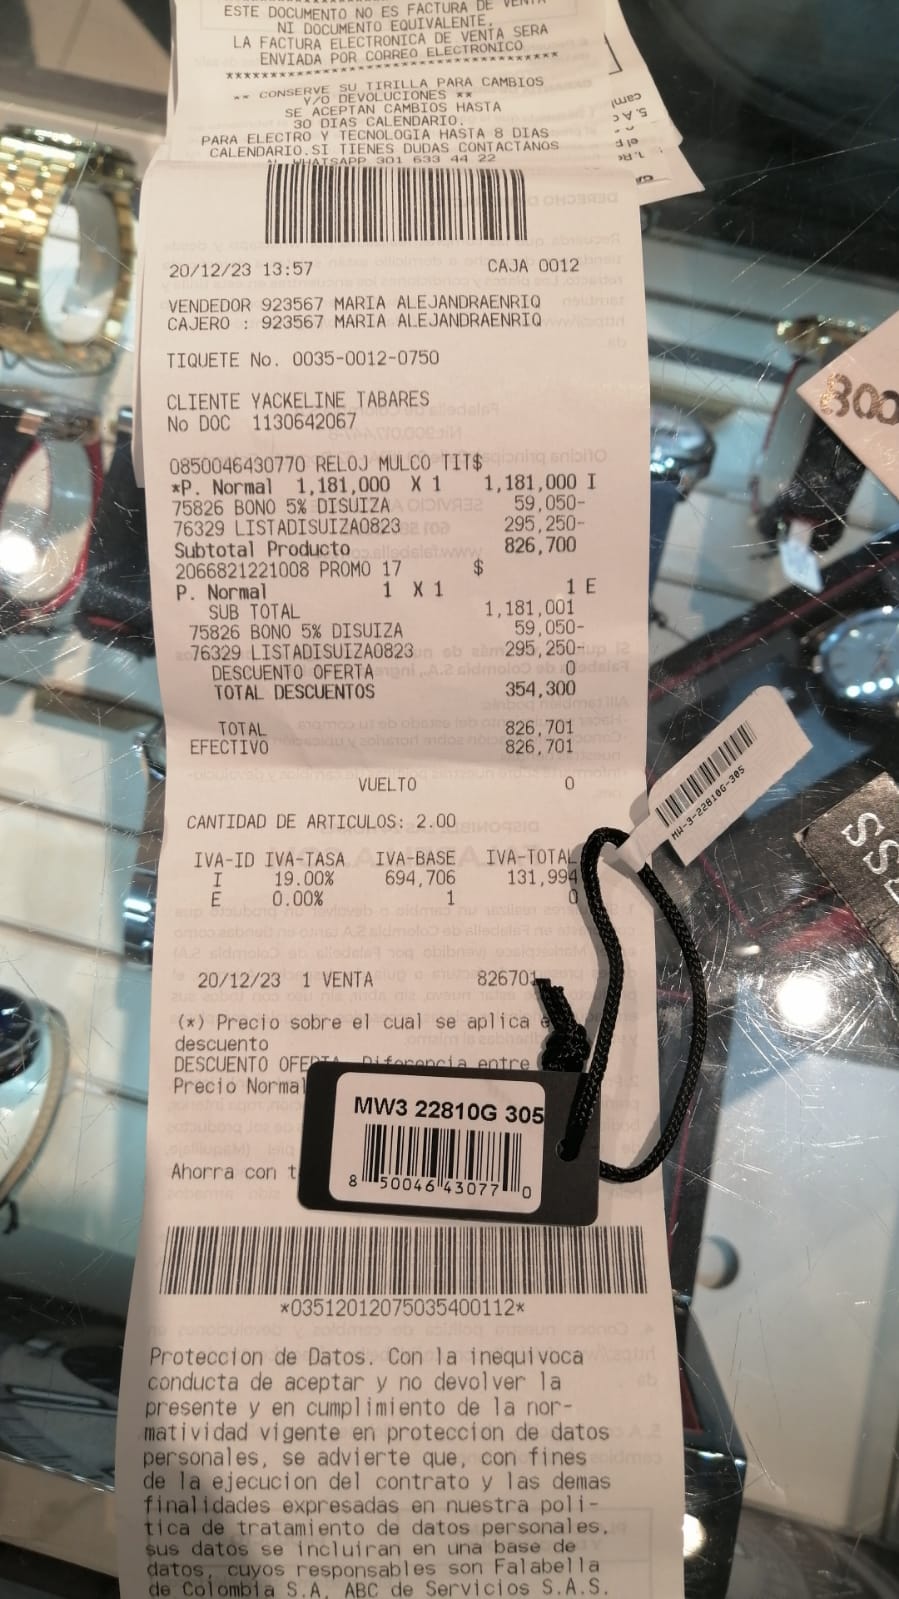 ESTE DOCUMENTO NO ES FACTURA DE VENTA
NI DOCUMENTO EQUIVALENTE.
LA FACTURA ELECTRONICA DE VENTA SERA
ENVIADA POR CORREO ELECTRONICO
****************************************
** CONSERVE SU TIRILLA PARA CAMBIOS
Y/O DEVOLUCIONES **
SE ACEPTAN CAMBIOS HASTA
30 DIAS CALENDARIO.
PARA ELECTRO Y TECNOLOGIA HASTA 8 DIAS
CALENDARIO.SI TIENES DUDAS CONTACTANOS
AL WHATSAPP 301 633 44 22
20/12/23 13:57 CAJA 0012
VENDEDOR 923567 MARIA ALEJANDRAENRIQ
CAJERO : 923567 MARIA ALEJANDRAENRIQ
TIQUETE No. 0035-0012-0750
CLIENTE YACKELINE TABARES
No DOC 1130642067
0850046430770 RELOJ MULCO TIT$
*P. Normal 1,181,000 X 1 1,181,000 I
75826 BONO 5% DISUIZA 59,050-
76329 LISTADISUIZA0823 295,250-
Subtotal Producto 826,700
2066821221008 PROMO 17 $
P. Normal 1 X 1 1 E
SUB TOTAL 1,181,001
75826 BONO 5% DISUIZA 59,050-
76329 LISTADISUIZA0823 295,250-
DESCUENTO OFERTA 0
TOTAL DESCUENTOS 354,300
TOTAL 826,701
EFECTIVO 826,701
VUELTO 0
CANTIDAD DE ARTICULOS: 2.00
IVA-ID IVA-TASA IVA-BASE IVA-TOTAL
I 19.00% 694,706 131,994
E 0.00% 1 0
20/12/23 1 VENTA 826701
(*) Precio sobre el cual se aplica
descuento
DESCUENTO OFERTA Diferencia entre
Precio Normal
Ahorra con t
MW-3-22810G-305
MW3 22810G 305
8 50046 43077 0
*03512012075035400112*
Proteccion de Datos. Con la inequivoca
conducta de aceptar y no devolver la
presente y en cumplimiento de la nor-
matividad vigente en proteccion de datos
personales, se advierte que, con fines
de la ejecucion del contrato y las demas
finalidades expresadas en nuestra poli-
tica de tratamiento de datos personales,
sus datos se incluiran en una base de
datos, cuyos responsables son Falabella
de Colombia S.A, ABC de Servicios S.A.S.